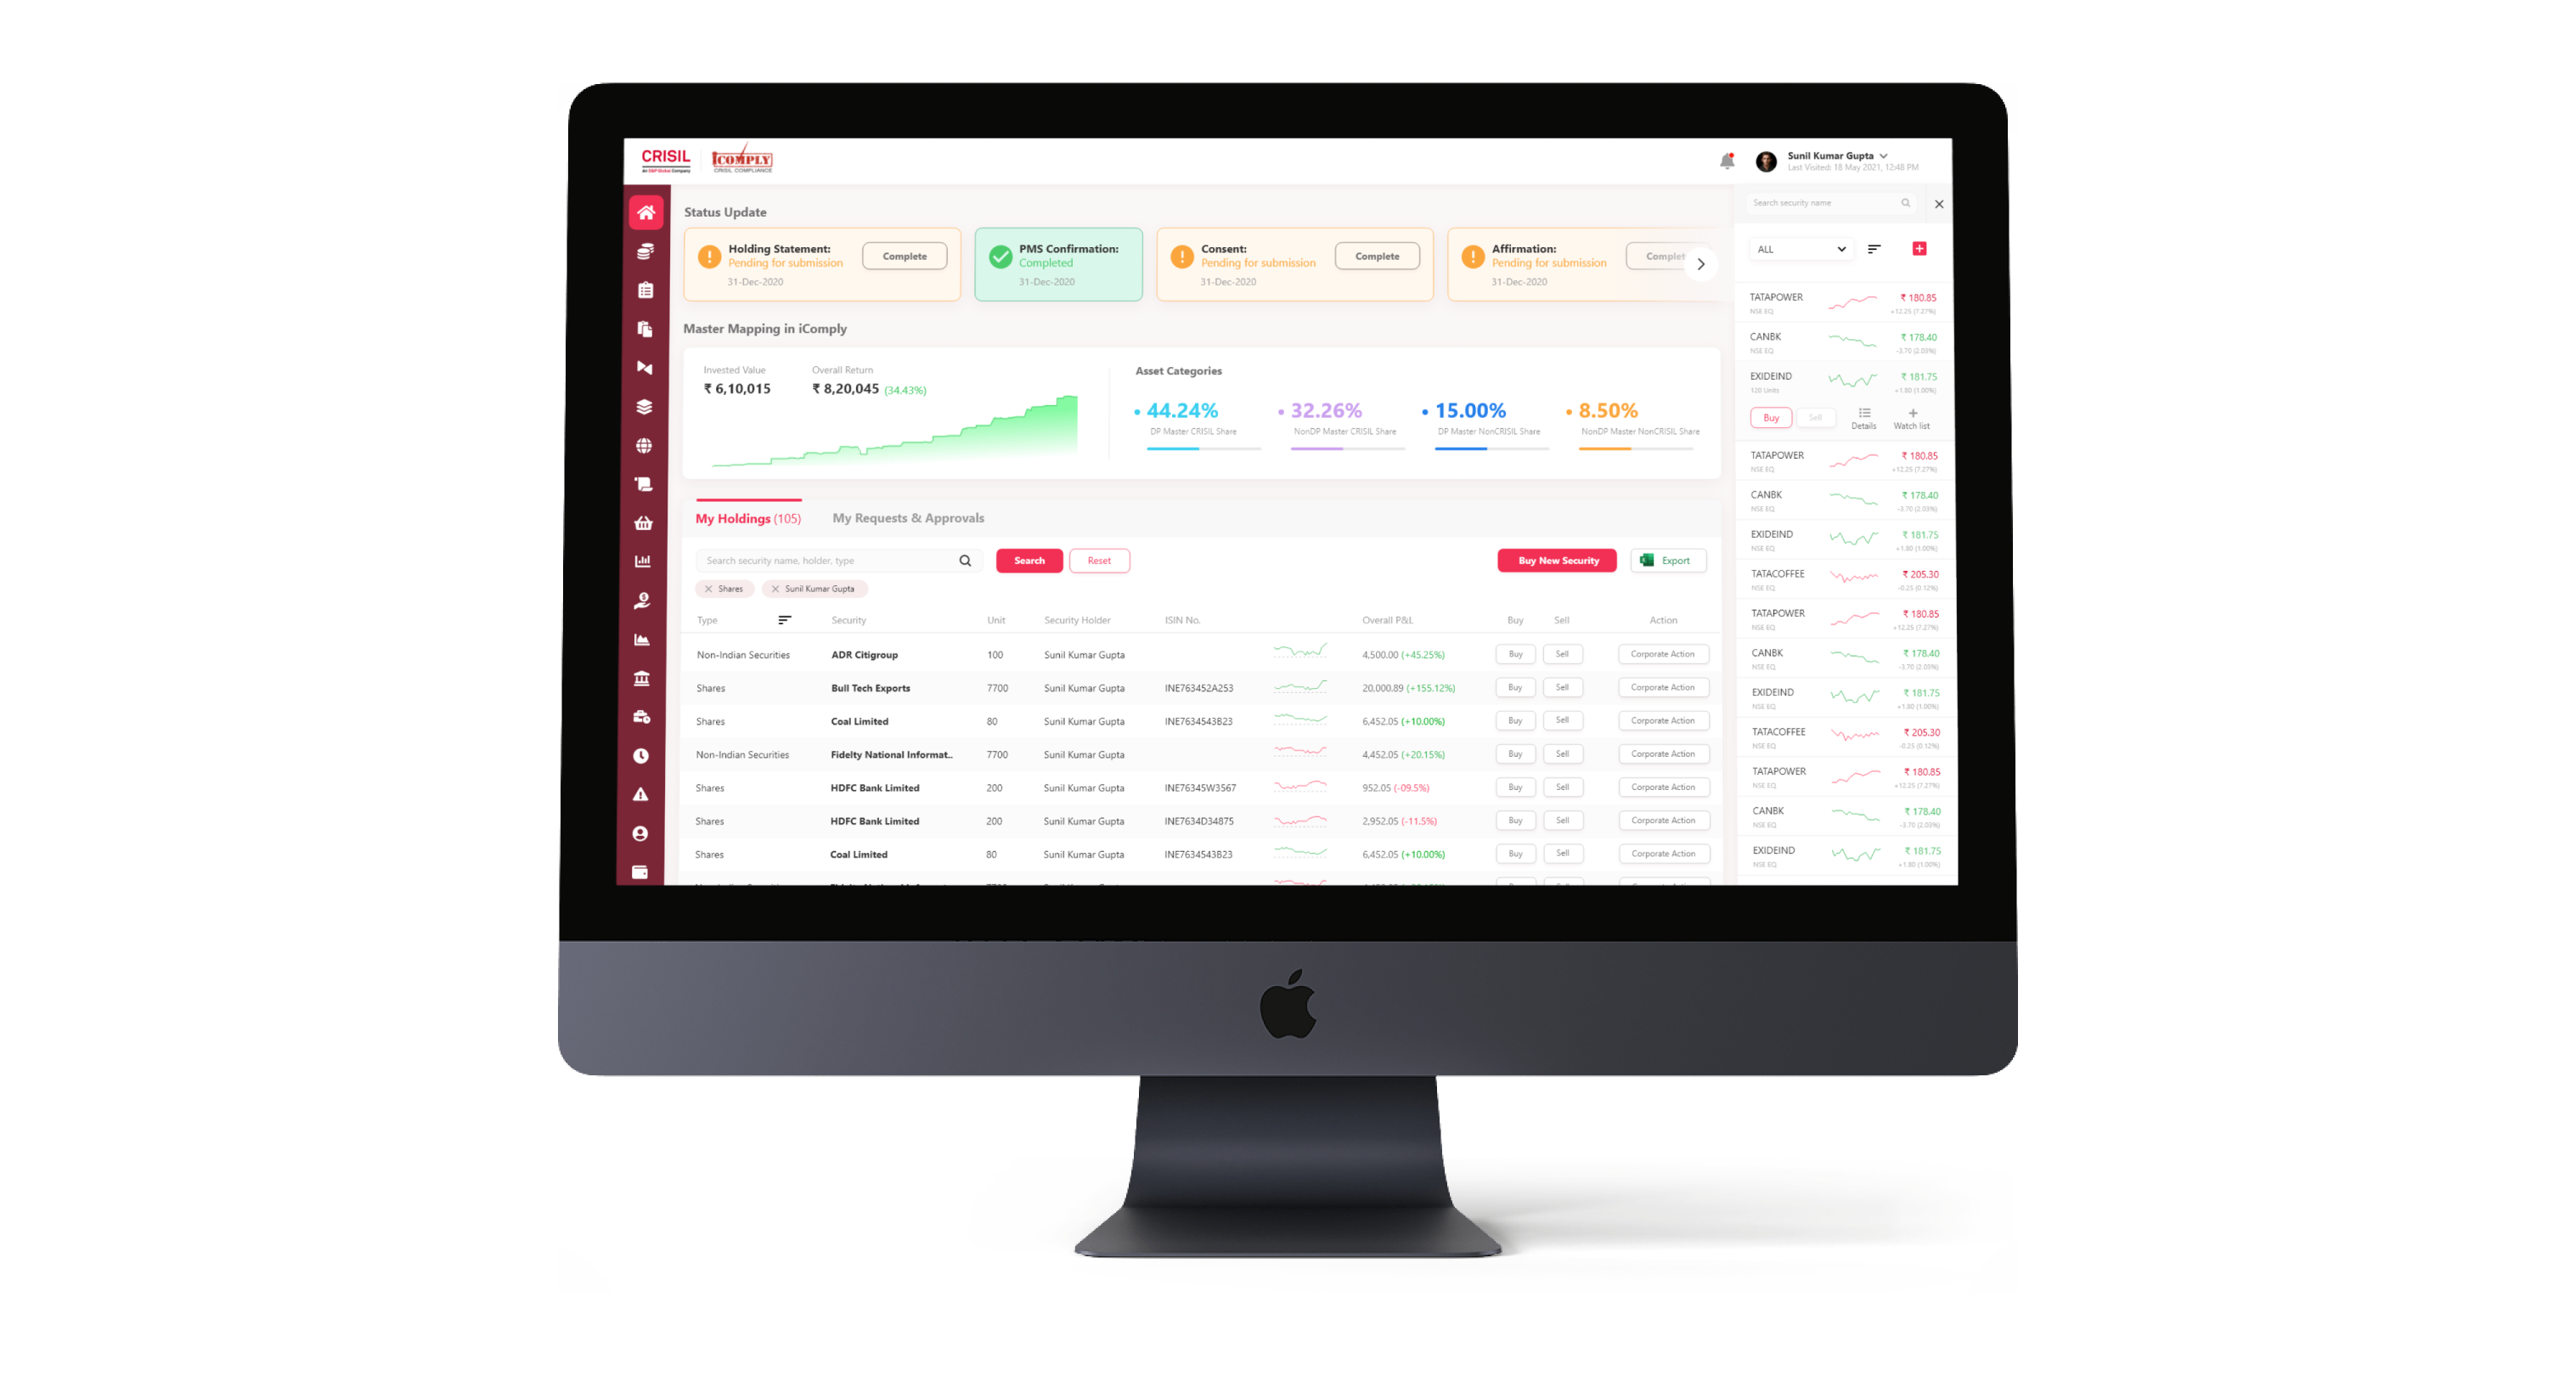 CRISIL
An S&P Global Company
iCOMPLY
CRISIL COMPLIANCE
Sunil Kumar Gupta
Last Visited: 18 May 2021, 12:48 PM
Status Update
Holding Statement:
Pending for submission
31-Dec-2020
Complete
PMS Confirmation:
Completed
31-Dec-2020
Consent:
Pending for submission
31-Dec-2020
Complete
Affirmation:
Pending for submission
31-Dec-2020
Complet
Master Mapping in iComply
Invested Value
₹ 6,10,015
Overall Return
₹ 8,20,045 (34.43%)
Asset Categories
44.24%
DP Master CRISIL Share
32.26%
NonDP Master CRISIL Share
15.00%
DP Master NonCRISIL Share
8.50%
NonDP Master NonCRISIL Share
My Holdings (105)
My Requests & Approvals
Search security name, holder, type
Search
Reset
Buy New Security
Export
Shares
Sunil Kumar Gupta
Type Security Unit Security Holder ISIN No. Overall P&L Buy Sell Action
Non-Indian Securities ADR Citigroup 100 Sunil Kumar Gupta 4,500.00 (+45.25%) Buy Sell Corporate Action
Shares Bull Tech Exports 7700 Sunil Kumar Gupta INE763452A253 20,000.89 (+155.12%) Buy Sell Corporate Action
Shares Coal Limited 80 Sunil Kumar Gupta INE7634543B23 6,452.05 (+10.00%) Buy Sell Corporate Action
Non-Indian Securities Fidelty National Informat.. 7700 Sunil Kumar Gupta 4,452.05 (+20.15%) Buy Sell Corporate Action
Shares HDFC Bank Limited 200 Sunil Kumar Gupta INE76345W3567 952.05 (-09.5%) Buy Sell Corporate Action
Shares HDFC Bank Limited 200 Sunil Kumar Gupta INE7634D34875 2,952.05 (-11.5%) Buy Sell Corporate Action
Shares Coal Limited 80 Sunil Kumar Gupta INE7634543B23 6,452.05 (+10.00%) Buy Sell Corporate Action
Search security name
ALL
TATAPOWER ₹ 180.85
NSE EQ +12.25 (7.27%)
CANBK ₹ 178.40
NSE EQ -3.70 (2.03%)
EXIDEIND ₹ 181.75
120 Units +1.80 (1.00%)
Buy Sell Details Watch list
TATAPOWER ₹ 180.85
NSE EQ +12.25 (7.27%)
CANBK ₹ 178.40
NSE EQ -3.70 (2.03%)
EXIDEIND ₹ 181.75
NSE EQ +1.80 (1.00%)
TATACOFFEE ₹ 205.30
NSE EQ -0.25 (0.12%)
TATAPOWER ₹ 180.85
NSE EQ +12.25 (7.27%)
CANBK ₹ 178.40
NSE EQ -3.70 (2.03%)
EXIDEIND ₹ 181.75
NSE EQ +1.80 (1.00%)
TATACOFFEE ₹ 205.30
NSE EQ -0.25 (0.12%)
TATAPOWER ₹ 180.85
NSE EQ +12.25 (7.27%)
CANBK ₹ 178.40
NSE EQ -3.70 (2.03%)
EXIDEIND ₹ 181.75
NSE EQ +1.80 (1.00%)